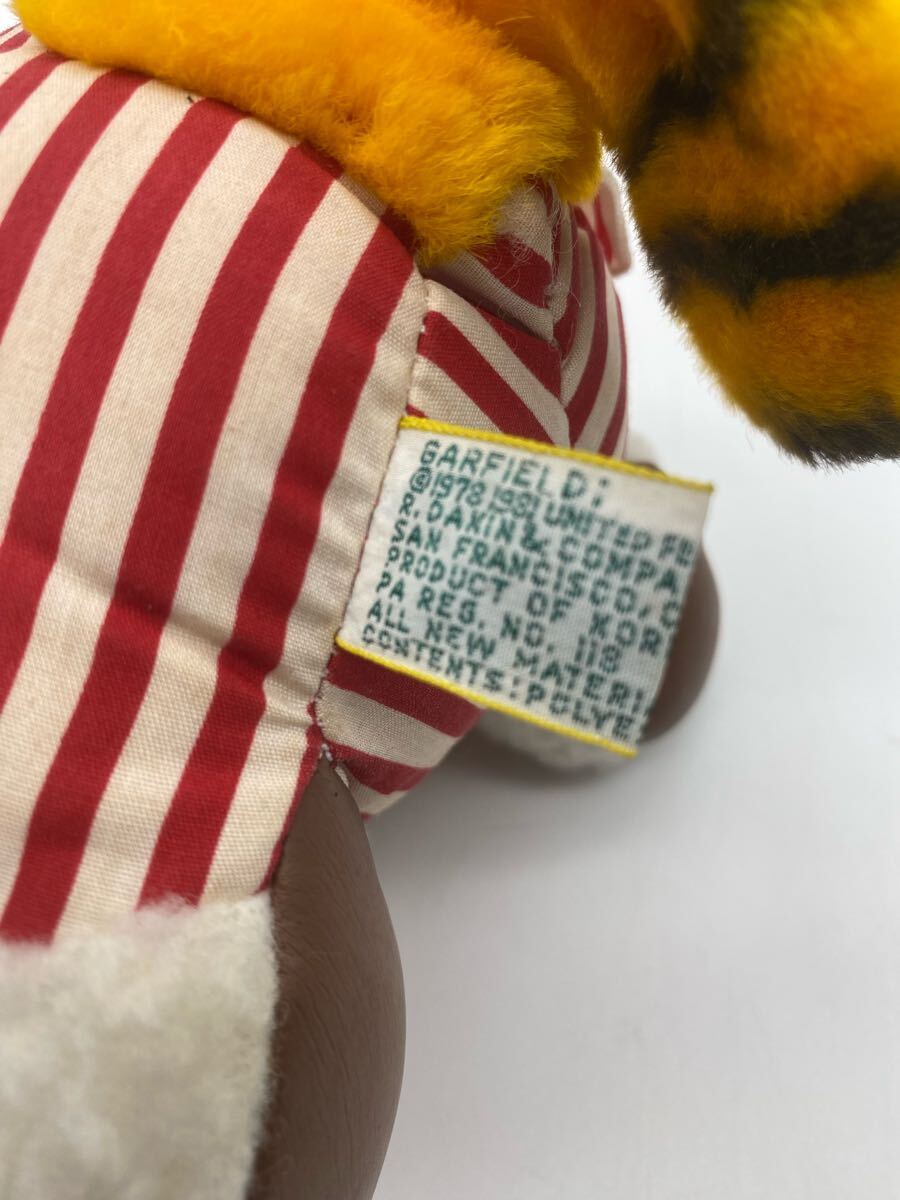 GARFIELD:
©1978,1981 UNITED FE
R. DAKIN & COMPA
SAN FRANCISCO, C
PRODUCT OF KOR
PA REG. NO. 118
ALL NEW MATERI
CONTENTS: POLYE